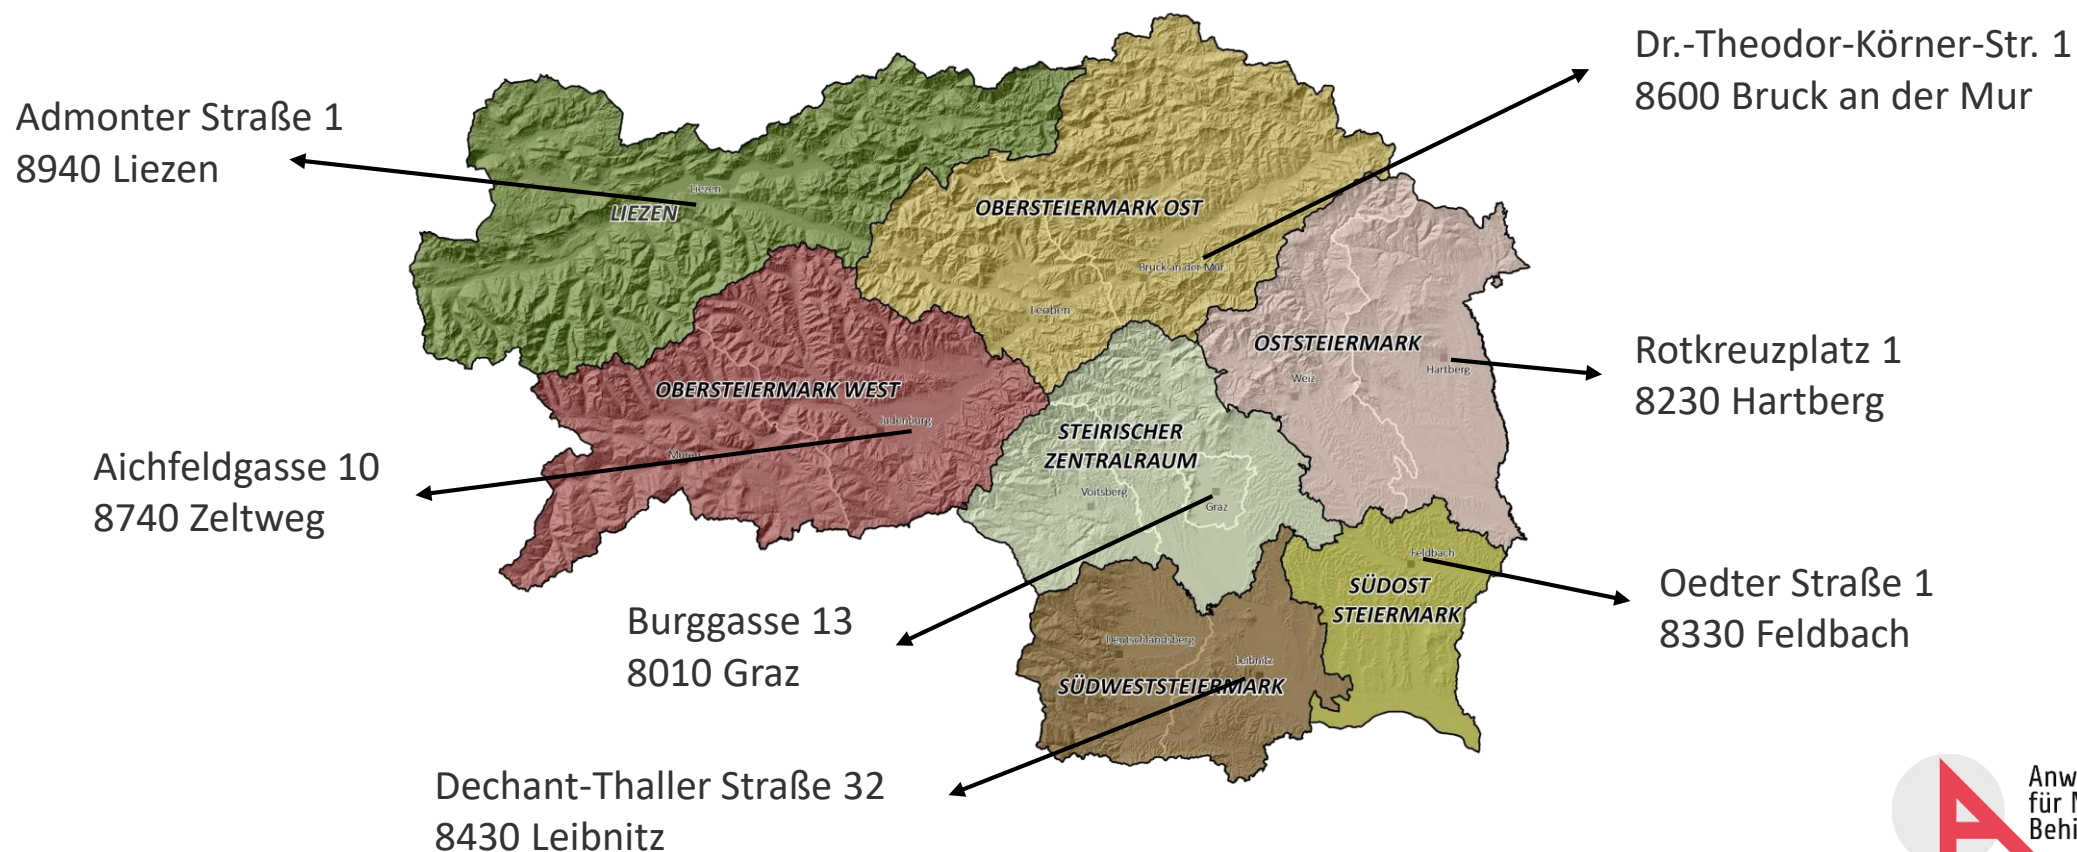 Dr.-Theodor-Körner-Str. 1
8600 Bruck an der Mur
Admonter Straße 1
8940 Liezen
Liezen
LIEZEN
OBERSTEIERMARK OST
Bruck an der Mur
Leoben
OSTSTEIERMARK
Weiz
Hartberg
Rotkreuzplatz 1
8230 Hartberg
OBERSTEIERMARK WEST
Judenburg
Murau
STEIRISCHER
ZENTRALRAUM
Voitsberg
Graz
Aichfeldgasse 10
8740 Zeltweg
Feldbach
SÜDOST
STEIERMARK
Oedter Straße 1
8330 Feldbach
Burggasse 13
8010 Graz
Deutschlandsberg
Leibnitz
SÜDWESTSTEIERMARK
Dechant-Thaller Straße 32
8430 Leibnitz
Anw
für
Behi